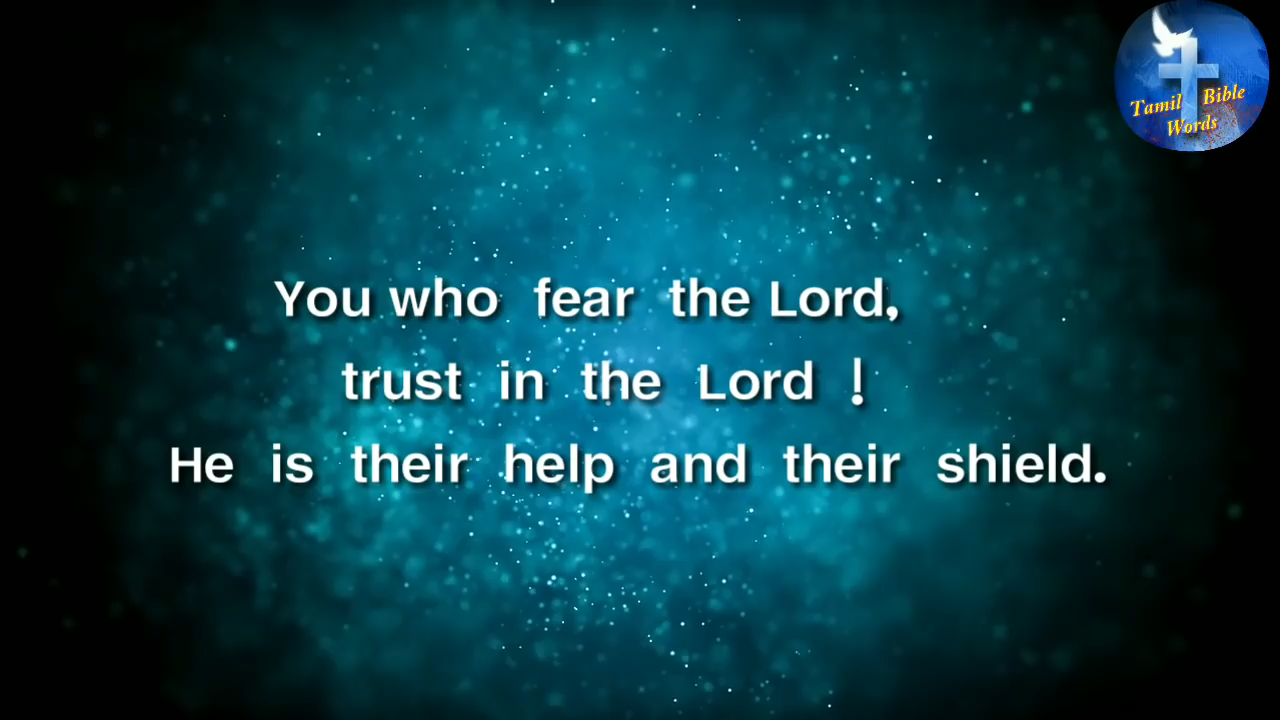 Tamil Bible
Words
You who fear the Lord,
trust in the Lord !
He is their help and their shield.